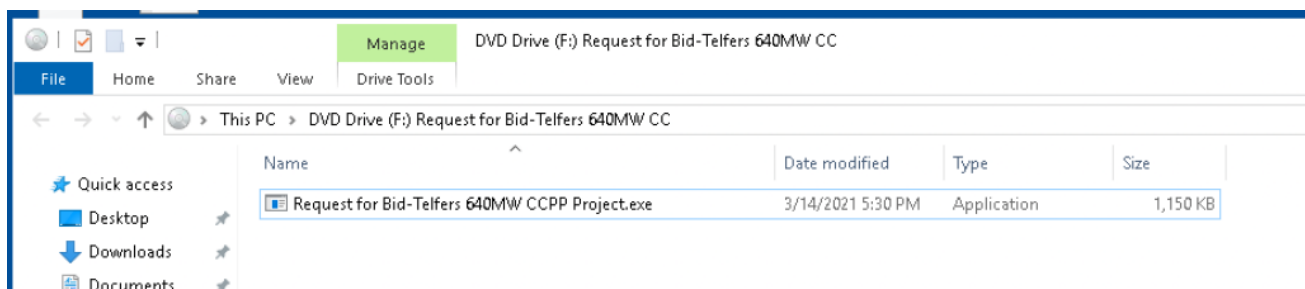 Manage DVD Drive (F:) Request for Bid-Telfers 640MW CC
File Home Share View Drive Tools
This PC > DVD Drive (F:) Request for Bid-Telfers 640MW CC
Name Date modified Type Size
Quick access
Request for Bid-Telfers 640MW CCPP Project.exe 3/14/2021 5:30 PM Application 1,150 KB
Desktop
Downloads
Documents